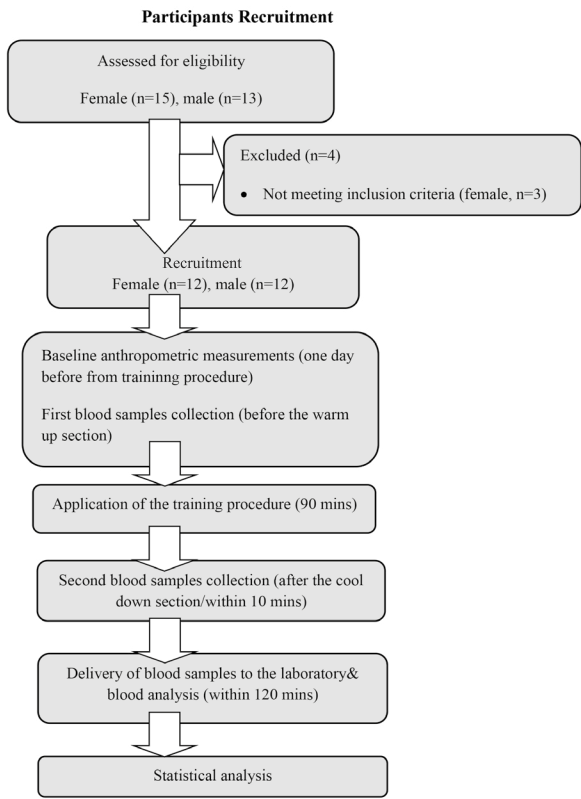 Participants Recruitment
Assessed for eligibility
Female (n=15), male (n=13)
Excluded (n=4)
• Not meeting inclusion criteria (female, n=3)
Recruitment
Female (n=12), male (n=12)
Baseline anthropometric measurements (one day
before from trainінng procedure)
First blood samples collection (before the warm
up section)
Application of the training procedure (90 mins)
Second blood samples collection (after the cool
down section/within 10 mins)
Delivery of blood samples to the laboratory&
blood analysis (within 120 mins)
Statistical analysis